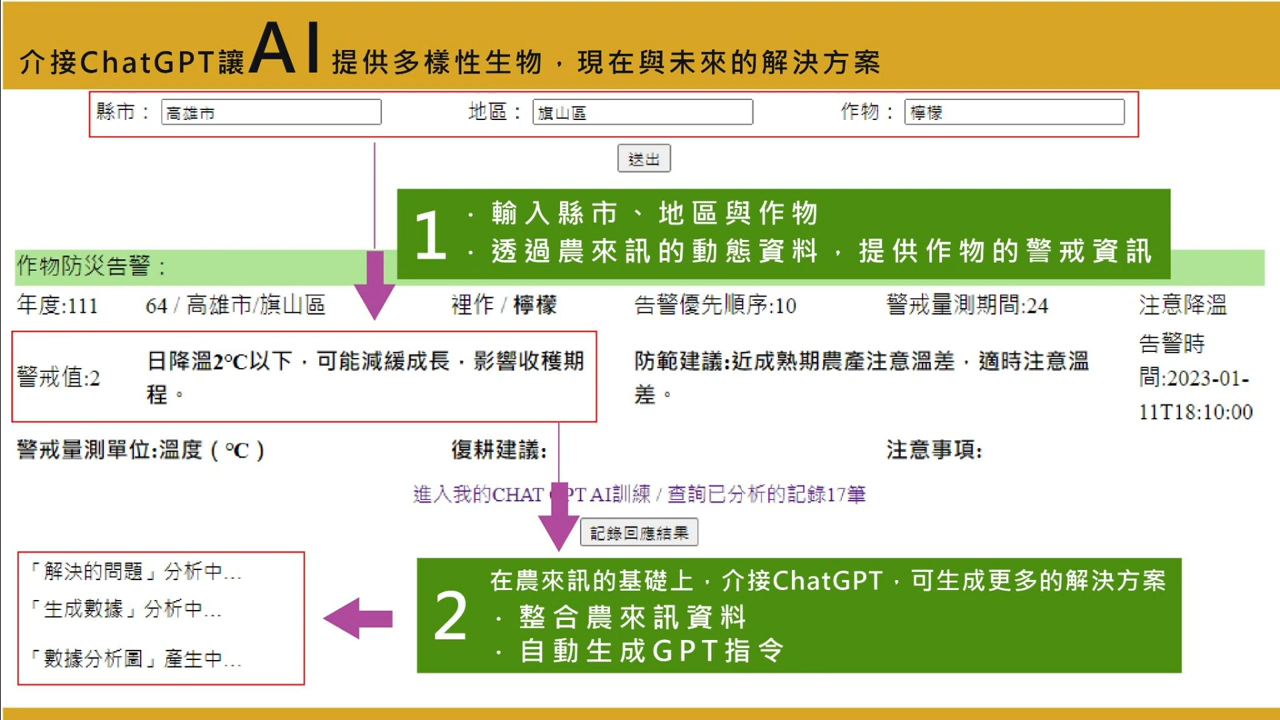 介接ChatGPT讓AI提供多樣性生物，現在與未來的解決方案
縣市： 高雄市 地區： 旗山區 作物： 檸檬
送出
1
．輸入縣市、地區與作物
．透過農來訊的動態資料，提供作物的警戒資訊
作物防災告警：
年度:111 64 / 高雄市/旗山區 裡作 / 檸檬 告警優先順序:10 警戒量測期間:24 注意降溫
警戒值:2
日降溫2°C以下，可能減緩成長，影響收穫期
程。
防範建議:近成熟期農產注意溫差，適時注意溫
差。
告警時
間:2023-01-
11T18:10:00
警戒量測單位:溫度（°C） 復耕建議: 注意事項:
進入我的CHAT GPT AI訓練 / 查詢已分析的記錄17筆
記錄回應結果
「解決的問題」分析中...
「生成數據」分析中...
「數據分析圖」產生中...
2
在農來訊的基礎上，介接ChatGPT，可生成更多的解決方案
．整合農來訊資料
．自動生成GPT指令